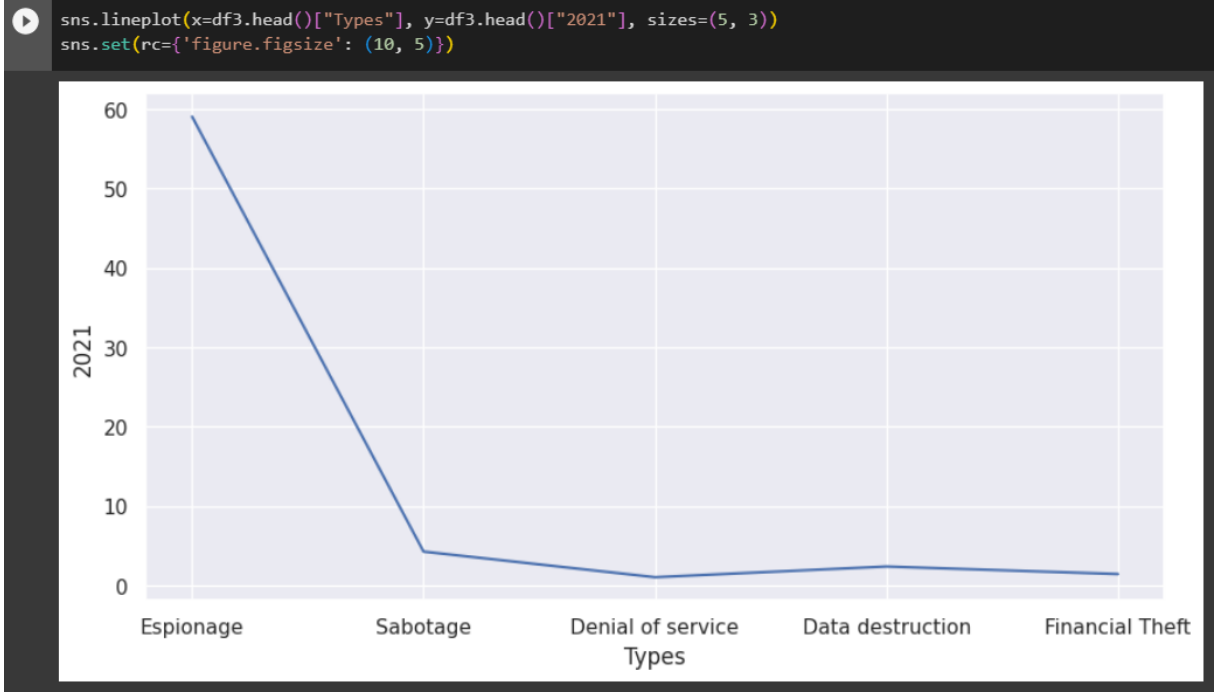 sns.lineplot(x=df3.head()["Types"], y=df3.head()["2021"], sizes=(5, 3))
sns.set(rc={'figure.figsize': (10, 5)})
60
50
40
30
20
10
0
2021
Espionage Sabotage Denial of service Data destruction Financial Theft
Types